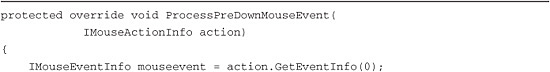 protected override void ProcessPreDownMouseEvent(
IMouseActionInfo action)
{
IMouseEventInfo mouseevent = action.GetEventInfo(0);